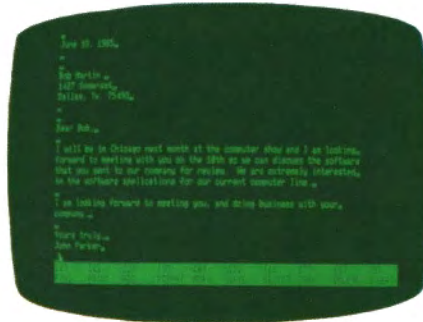 June 19, 1985
Bob Martin
1427 Somerset
Dallas, Tx. 75490
Dear Bob,
I will be in Chicago next month at the computer show and I am looking
forward to meeting with you on the 10th so we can discuss the software
that you sent to our company for review. We are extremely interested
in the software applications for our current computer line.
I am looking forward to meeting you, and doing business with your
company.
Yours truly,
John Parker